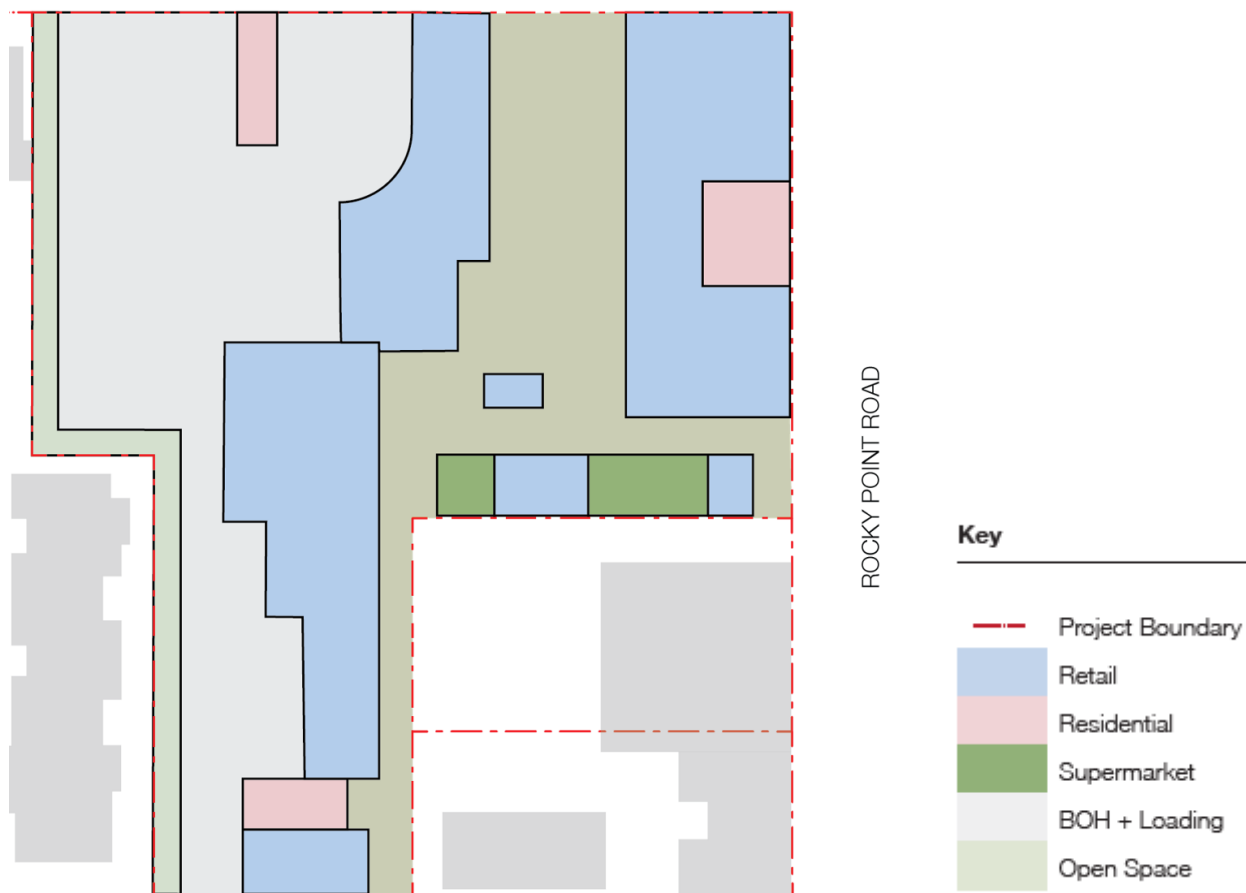 ROCKY POINT ROAD
Key
Project Boundary
Retail
Residential
Supermarket
BOH + Loading
Open Space